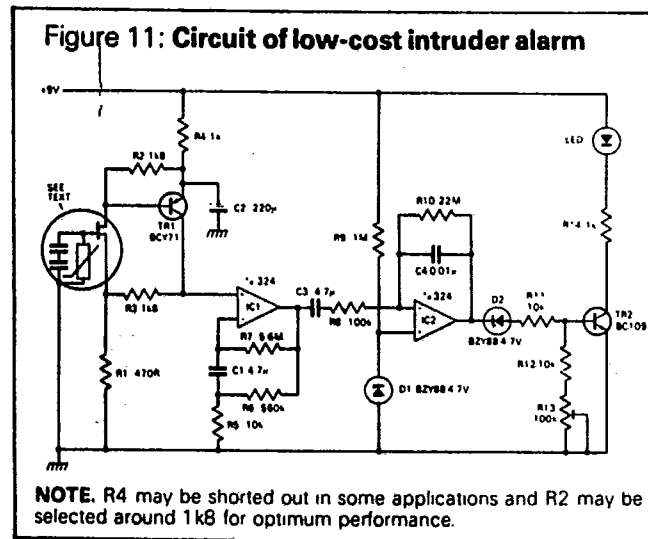 Figure 11: Circuit of low-cost intruder alarm
+9V
R4 1k
LED
R2 1k8
SEE
TEXT
TR1
BCY71
C2 220µ
R10 22M
R9 1M
R14 1k
C4 0.01µ
R3 1k8
¼ 324
IC1
C3 4.7µ
R8 100k
¼ 324
IC2
D2
BZY88 4.7V
R11
10k
TR2
BC109
R7 5.6M
R1 470R
C1 4.7µ
R6 560k
R5 10k
D1 BZY88 4.7V
R12 10k
R13
100k
NOTE. R4 may be shorted out in some applications and R2 may be
selected around 1k8 for optimum performance.